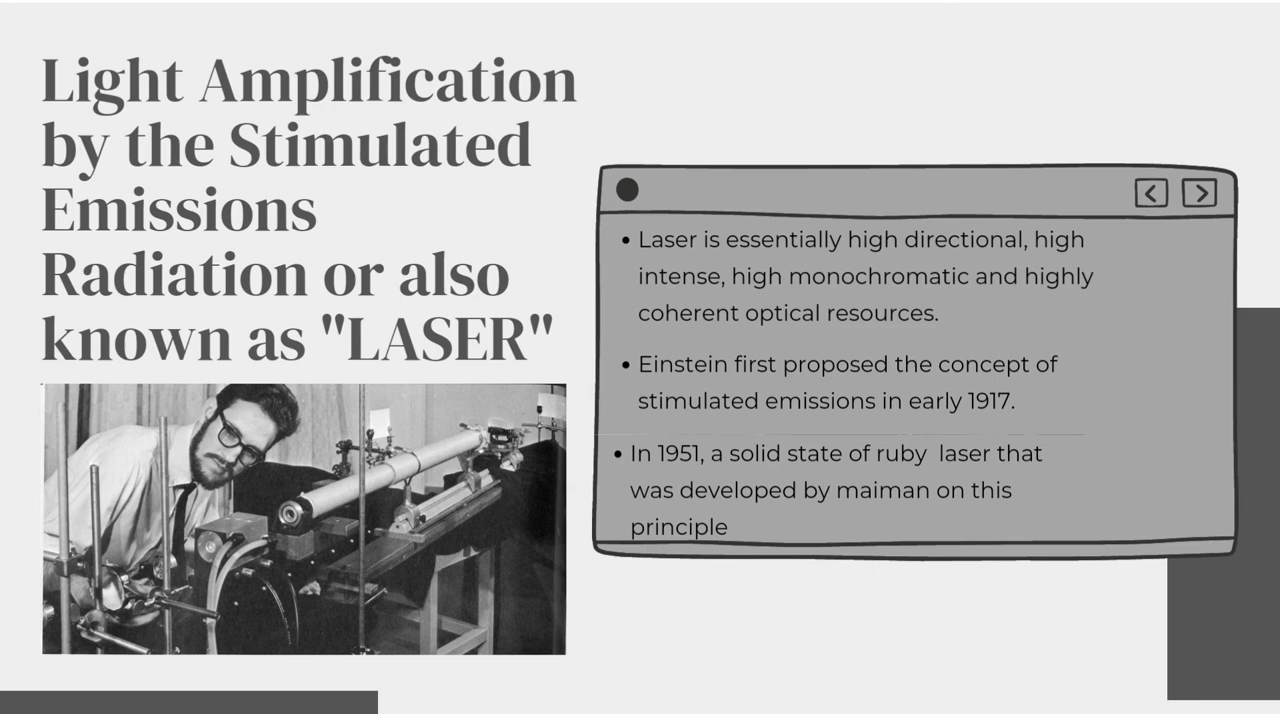 Light Amplification
by the Stimulated
Emissions
Radiation or also
known as "LASER"
• Laser is essentially high directional, high
intense, high monochromatic and highly
coherent optical resources.
• Einstein first proposed the concept of
stimulated emissions in early 1917.
• In 1951, a solid state of ruby  laser that
was developed by maiman on this
principle